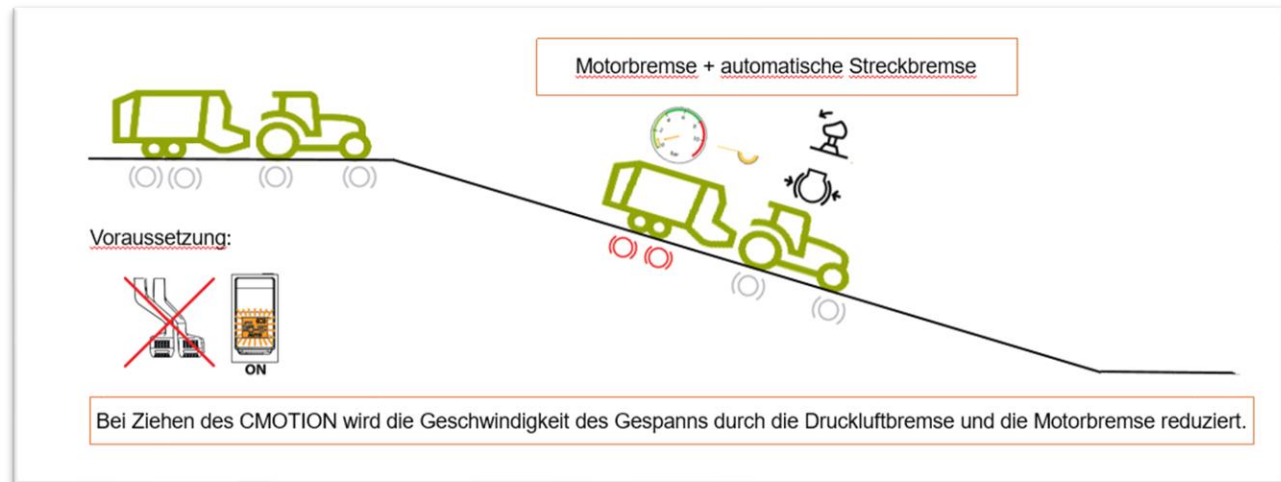 Motorbremse + automatische Streckbremse
Voraussetzung:
ON
Bei Ziehen des CMOTION wird die Geschwindigkeit des Gespanns durch die Druckluftbremse und die Motorbremse reduziert.